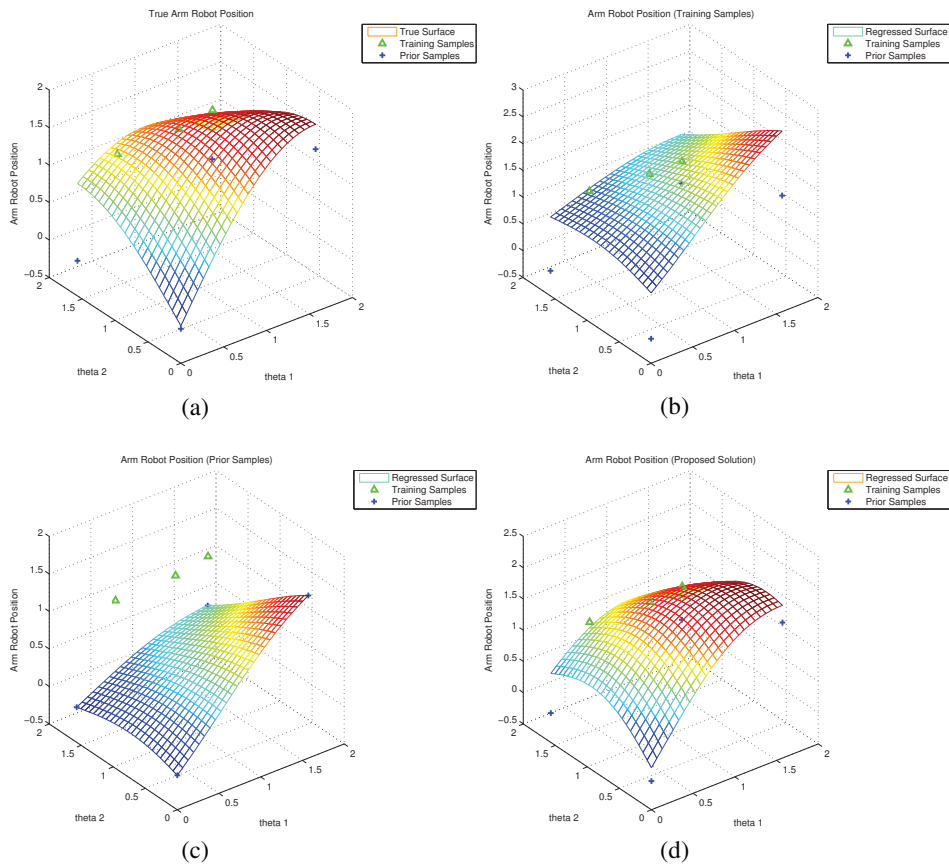 True Arm Robot Position
True Surface
Training Samples
Prior Samples
Arm Robot Position
2
1.5
1
0.5
0
−0.5
2
1.5
1
0.5
0
theta 2
0
0.5
1
1.5
2
theta 1
(a)
Arm Robot Position (Training Samples)
Regressed Surface
Training Samples
Prior Samples
Arm Robot Position
3
2.5
2
1.5
1
0.5
0
−0.5
2
1.5
1
0.5
0
theta 2
0
0.5
1
1.5
2
theta 1
(b)
Arm Robot Position (Prior Samples)
Regressed Surface
Training Samples
Prior Samples
Arm Robot Position
2
1.5
1
0.5
0
−0.5
2
1.5
1
0.5
0
theta 2
0
0.5
1
1.5
2
theta 1
(c)
Arm Robot Position (Proposed Solution)
Regressed Surface
Training Samples
Prior Samples
Arm Robot Position
2.5
2
1.5
1
0.5
0
−0.5
2
1.5
1
0.5
0
theta 2
0
0.5
1
1.5
2
theta 1
(d)